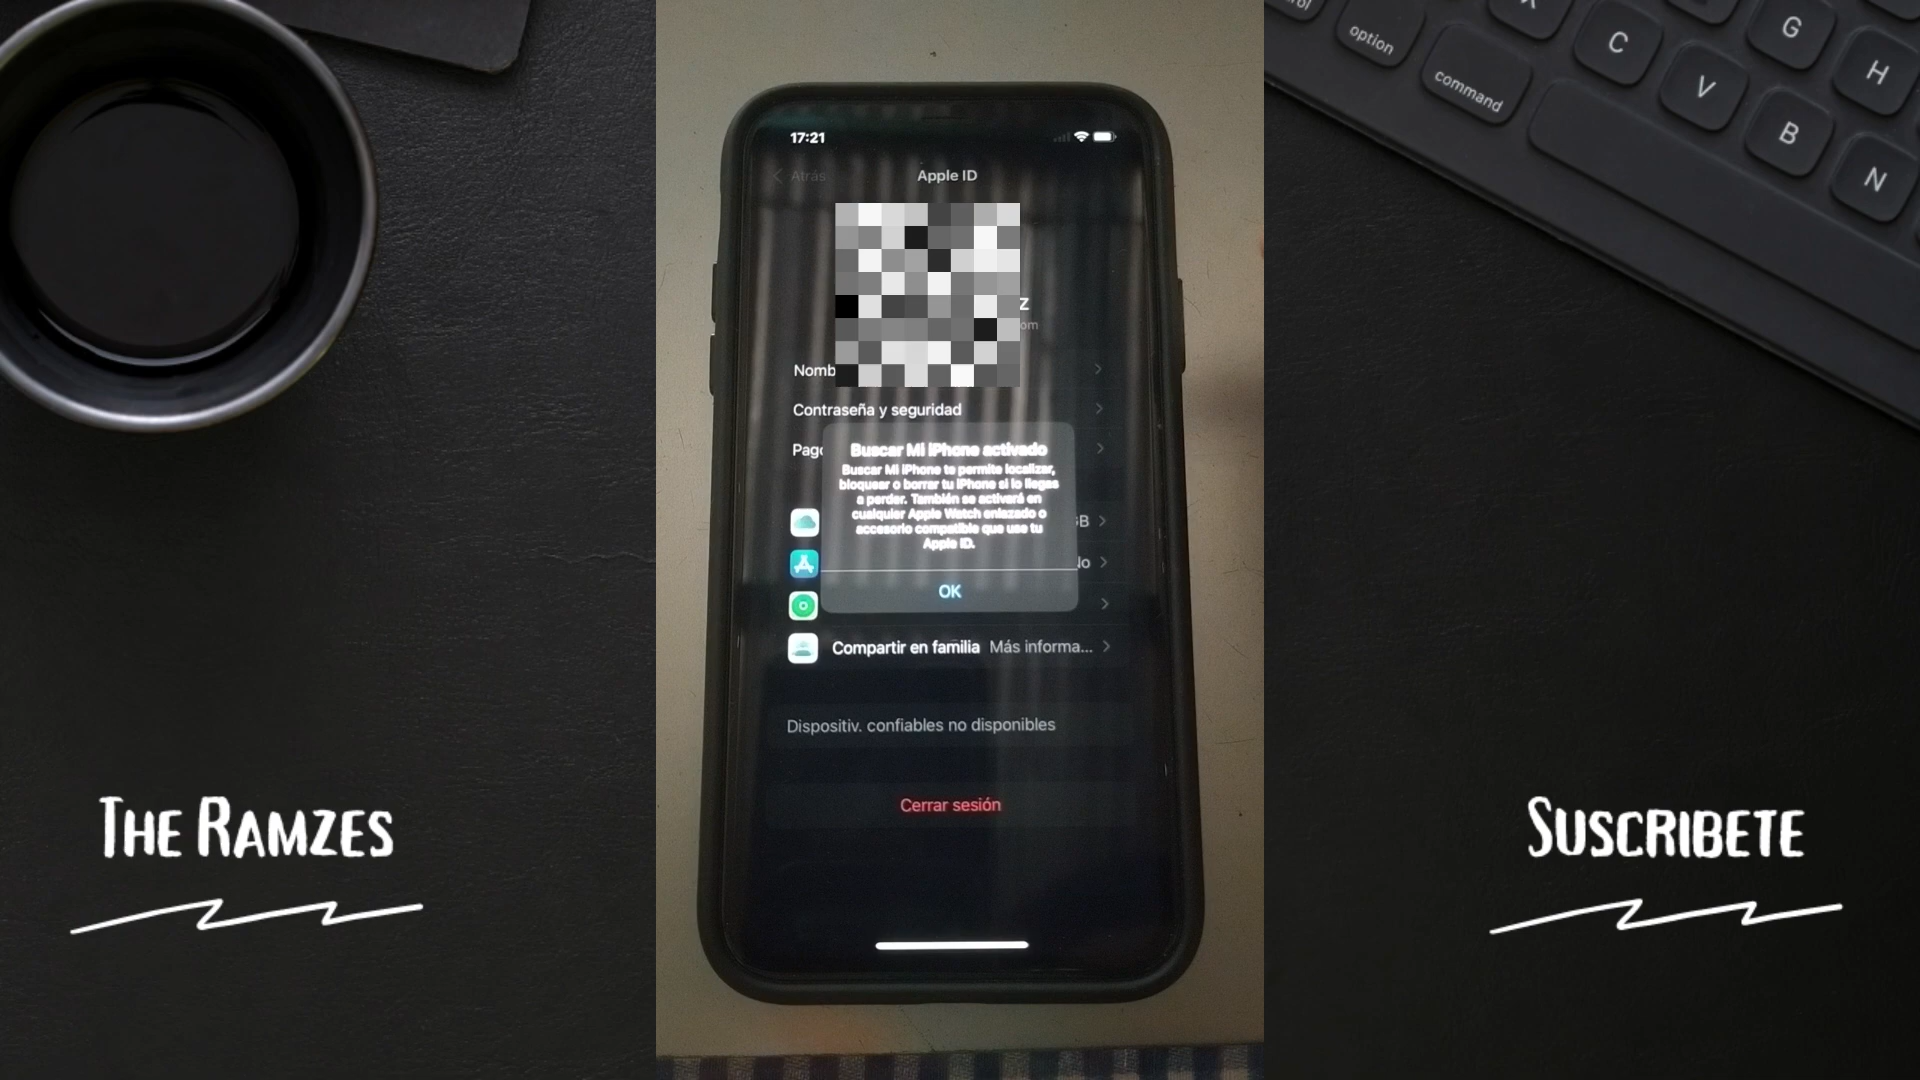 option
command
C
V
B
N
G
H
17:21
Atrás
Apple ID
Contraseña y seguridad
Buscar Mi iPhone activado
Buscar Mi iPhone te permite localizar,
bloquear o borrar tu iPhone si lo llegas
a perder. También se activará en
cualquier Apple Watch enlazado o
accesorio compatible que use tu
Apple ID.
OK
Compartir en familia Más informa...
Dispositiv. confiables no disponibles
Cerrar sesión
The Ramzes
Suscribete